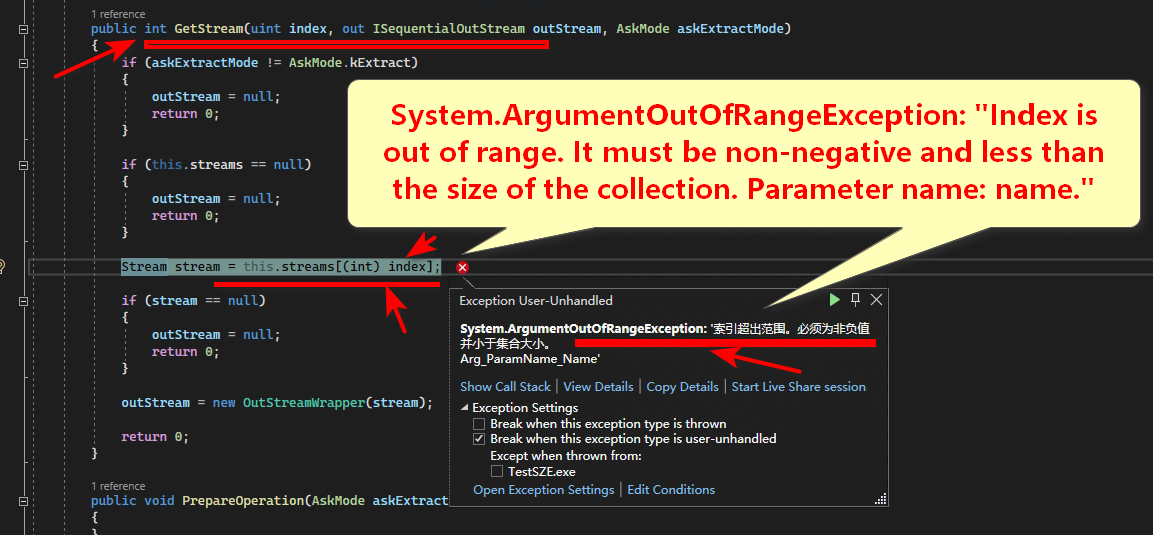 1 reference
public int GetStream(uint index, out ISequentialOutStream outStream, AskMode askExtractMode)
{
if (askExtractMode != AskMode.kExtract)
{
outStream = null;
return 0;
}
if (this.streams == null)
{
outStream = null;
return 0;
}
System.ArgumentOutOfRangeException: "Index is
out of range. It must be non-negative and less than
the size of the collection. Parameter name: name."
Stream stream = this.streams[(int) index];
if (stream == null)
{
outStream = null;
return 0;
}
outStream = new OutStreamWrapper(stream);
return 0;
}
Exception User-Unhandled
System.ArgumentOutOfRangeException: '索引超出范围。必须为非负值
并小于集合大小。
Arg_ParamName_Name'
Show Call Stack | View Details | Copy Details | Start Live Share session
Exception Settings
Break when this exception type is thrown
Break when this exception type is user-unhandled
Except when thrown from:
TestSZE.exe
Open Exception Settings | Edit Conditions
1 reference
public void PrepareOperation(AskMode askExtract
{
}